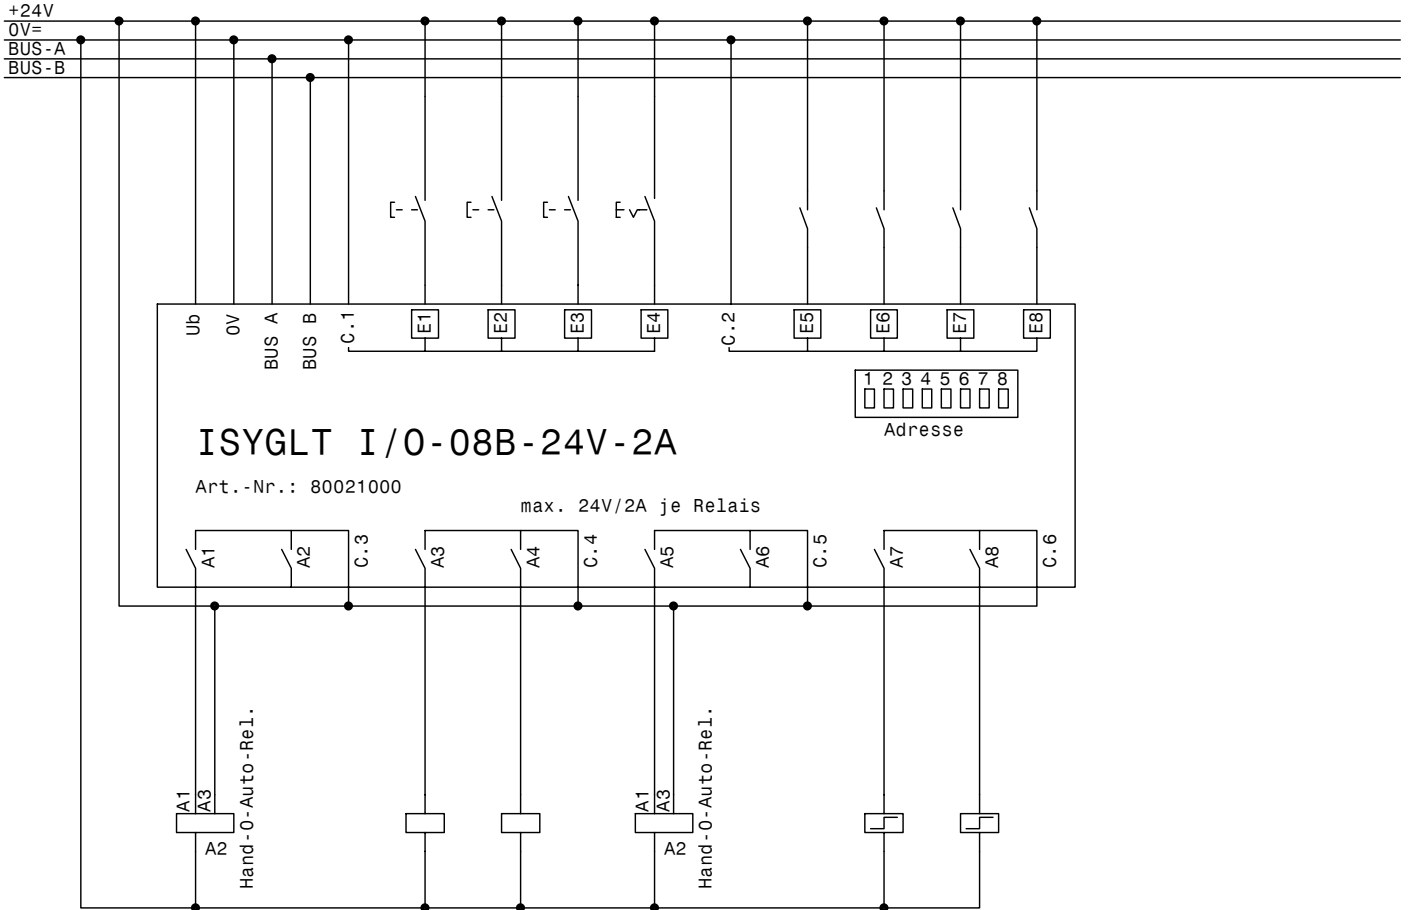 +24V
0V=
BUS-A
BUS-B
Ub
0V
BUS A
BUS B
C.1
E1
E2
E3
E4
C.2
E5
E6
E7
E8
1 2 3 4 5 6 7 8
Adresse
ISYGLT I/O-08B-24V-2A
Art.-Nr.: 80021000
max. 24V/2A je Relais
A1
A2
C.3
A3
A4
C.4
A5
A6
C.5
A7
A8
C.6
A1
A3
A2
Hand-O-Auto-Rel.
A1
A3
A2
Hand-O-Auto-Rel.